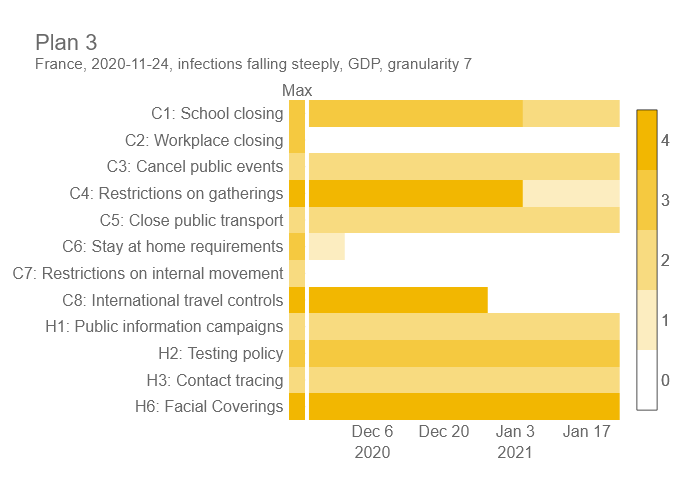 Plan 3
France, 2020-11-24, infections falling steeply, GDP, granularity 7
Max
C1: School closing
C2: Workplace closing
C3: Cancel public events
C4: Restrictions on gatherings
C5: Close public transport
C6: Stay at home requirements
C7: Restrictions on internal movement
C8: International travel controls
H1: Public information campaigns
H2: Testing policy
H3: Contact tracing
H6: Facial Coverings
4
3
2
1
0
Dec 6 Dec 20 Jan 3 Jan 17
2020 2021